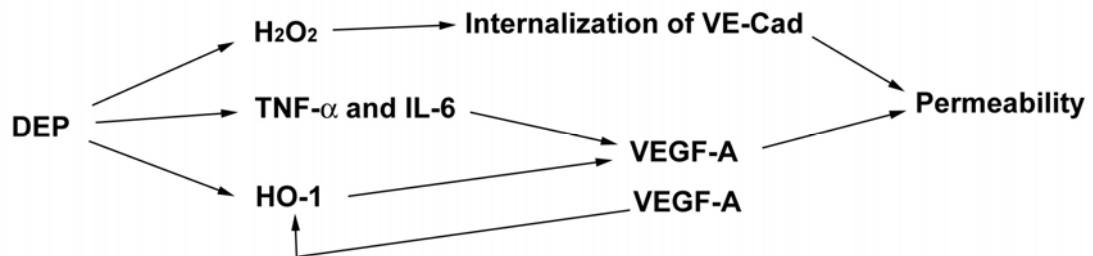 H₂O₂
Internalization of VE-Cad
TNF-α and IL-6
Permeability
DEP
VEGF-A
HO-1
VEGF-A